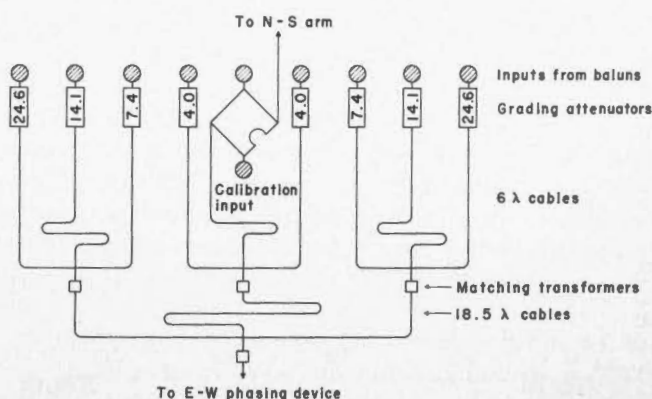 To N-S arm
Inputs from baluns
24.6
14.1
7.4
4.0
4.0
7.4
14.1
24.6
Grading attenuators
Calibration
input
6 λ cables
Matching transformers
18.5 λ cables
To E-W phasing device